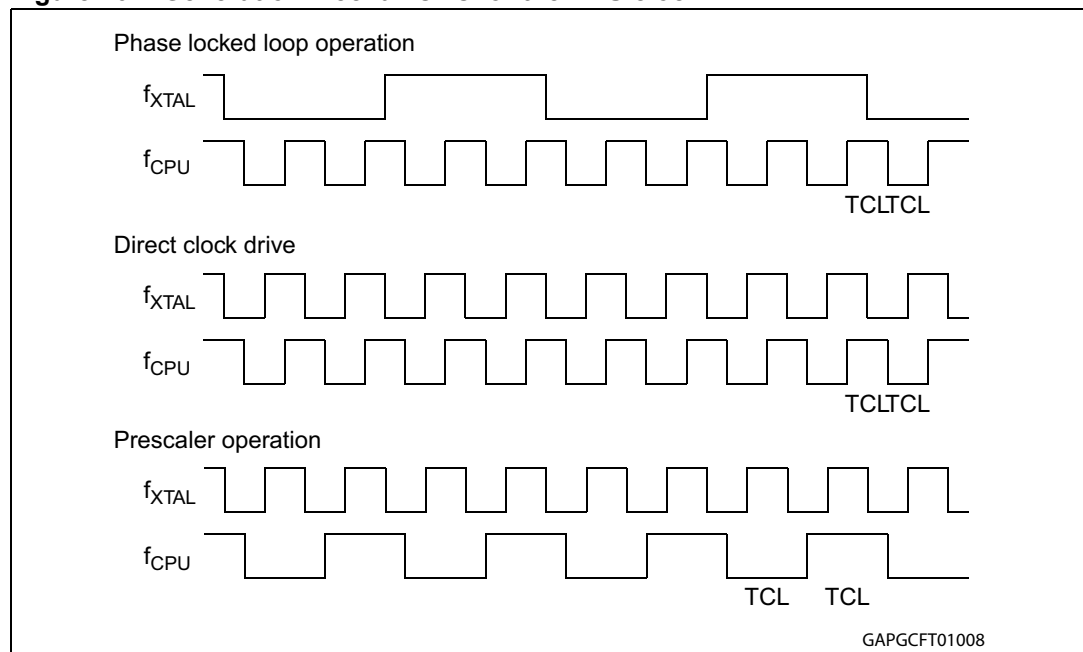 Phase locked loop operation
fXTAL
fCPU
TCLTCL
Direct clock drive
fXTAL
fCPU
TCLTCL
Prescaler operation
fXTAL
fCPU
TCL TCL
GAPGCFT01008